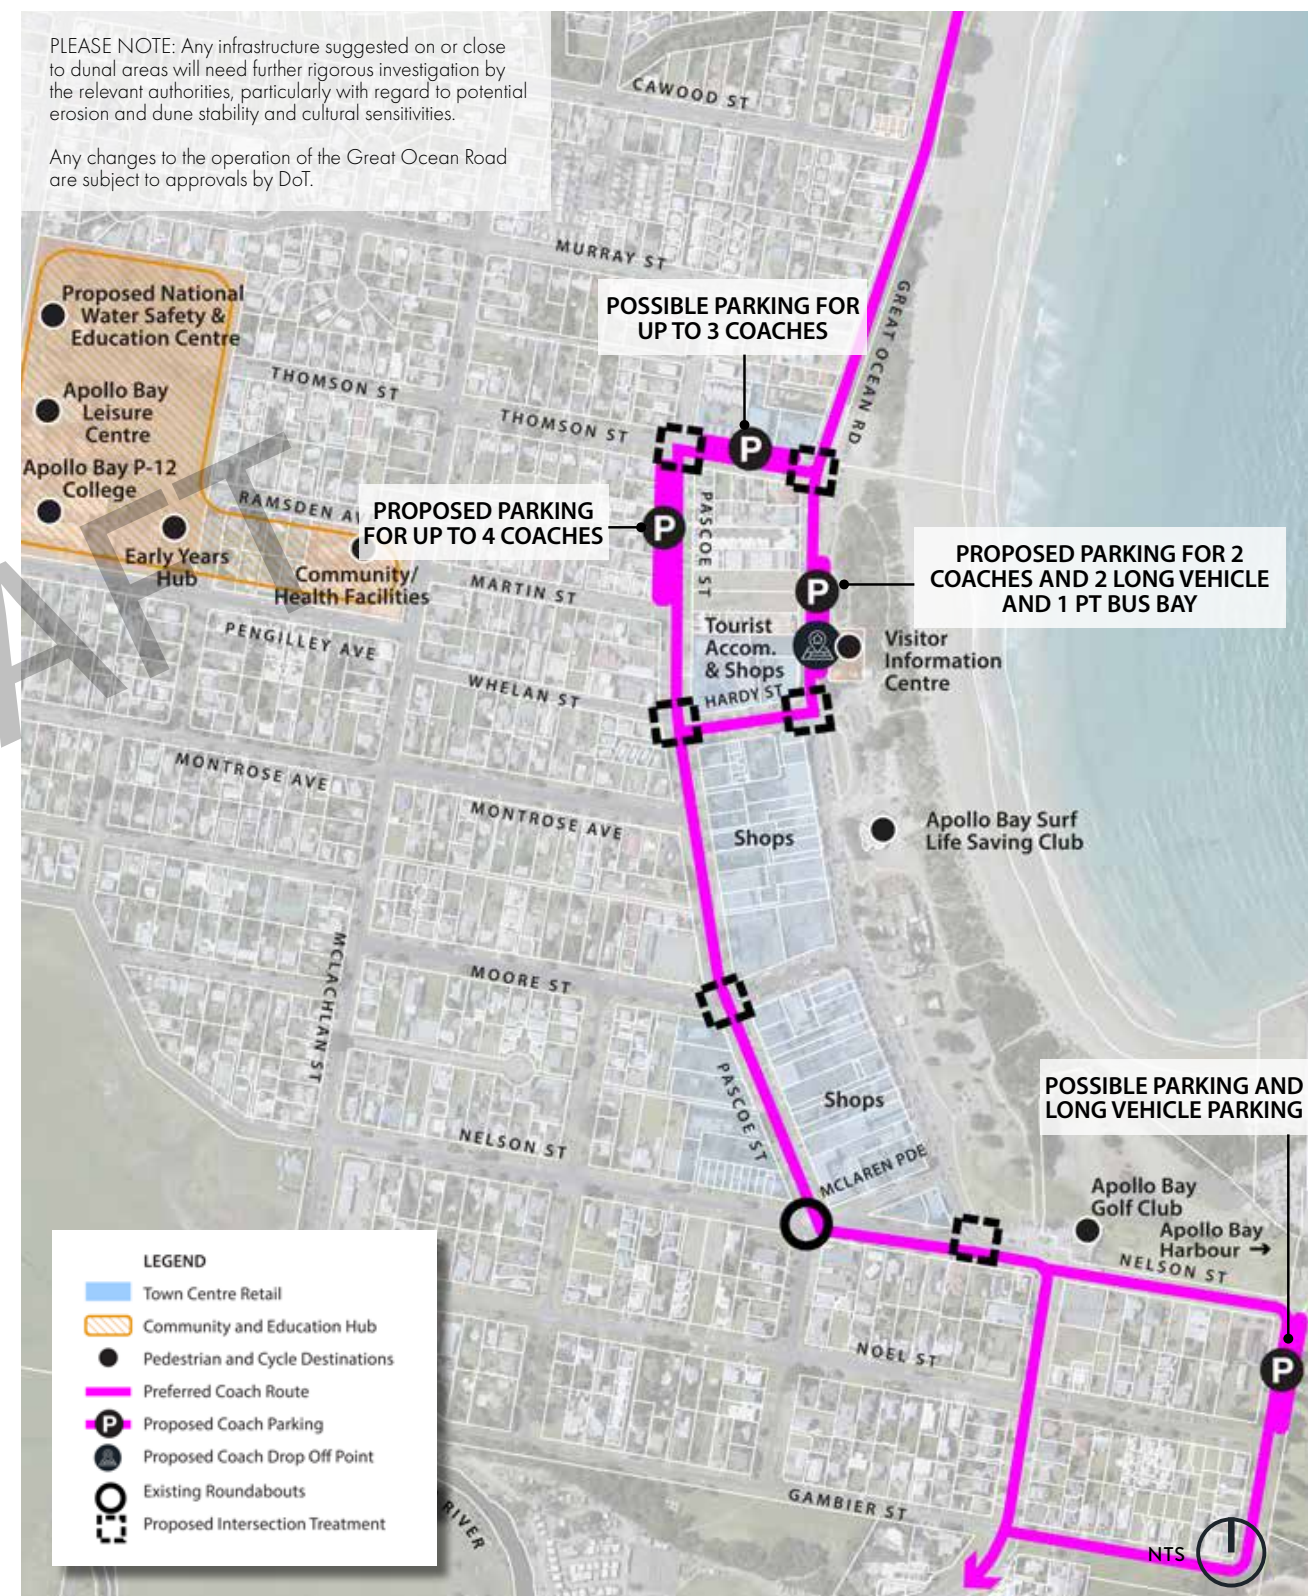 PLEASE NOTE: Any infrastructure suggested on or close
to dunal areas will need further rigorous investigation by
the relevant authorities, particularly with regard to potential
erosion and dune stability and cultural sensitivities.
Any changes to the operation of the Great Ocean Road
are subject to approvals by DoT.
CAWOOD ST
MURRAY ST
GREAT OCEAN RD
POSSIBLE PARKING FOR
UP TO 3 COACHES
Proposed National
Water Safety &
Education Centre
THOMSON ST
Apollo Bay
Leisure
Centre
THOMSON ST
P
Apollo Bay P-12
College
RAMSDEN AV
PROPOSED PARKING
FOR UP TO 4 COACHES
P
PASCOE ST
Early Years
Hub
Community/
Health Facilities
MARTIN ST
PROPOSED PARKING FOR 2
COACHES AND 2 LONG VEHICLE
AND 1 PT BUS BAY
P
DRAFT
PENGILLEY AVE
Tourist
Accom.
& Shops
Visitor
Information
Centre
WHELAN ST
HARDY ST
MONTROSE AVE
MONTROSE AVE
Shops
Apollo Bay Surf
Life Saving Club
MCLACHLAN ST
MOORE ST
PASCOE ST
Shops
POSSIBLE PARKING AND
LONG VEHICLE PARKING
NELSON ST
MCLAREN PDE
Apollo Bay
Golf Club
Apollo Bay
Harbour →
NELSON ST
NOEL ST
P
GAMBIER ST
RIVER
NTS
LEGEND
Town Centre Retail
Community and Education Hub
Pedestrian and Cycle Destinations
Preferred Coach Route
P Proposed Coach Parking
Proposed Coach Drop Off Point
Existing Roundabouts
Proposed Intersection Treatment